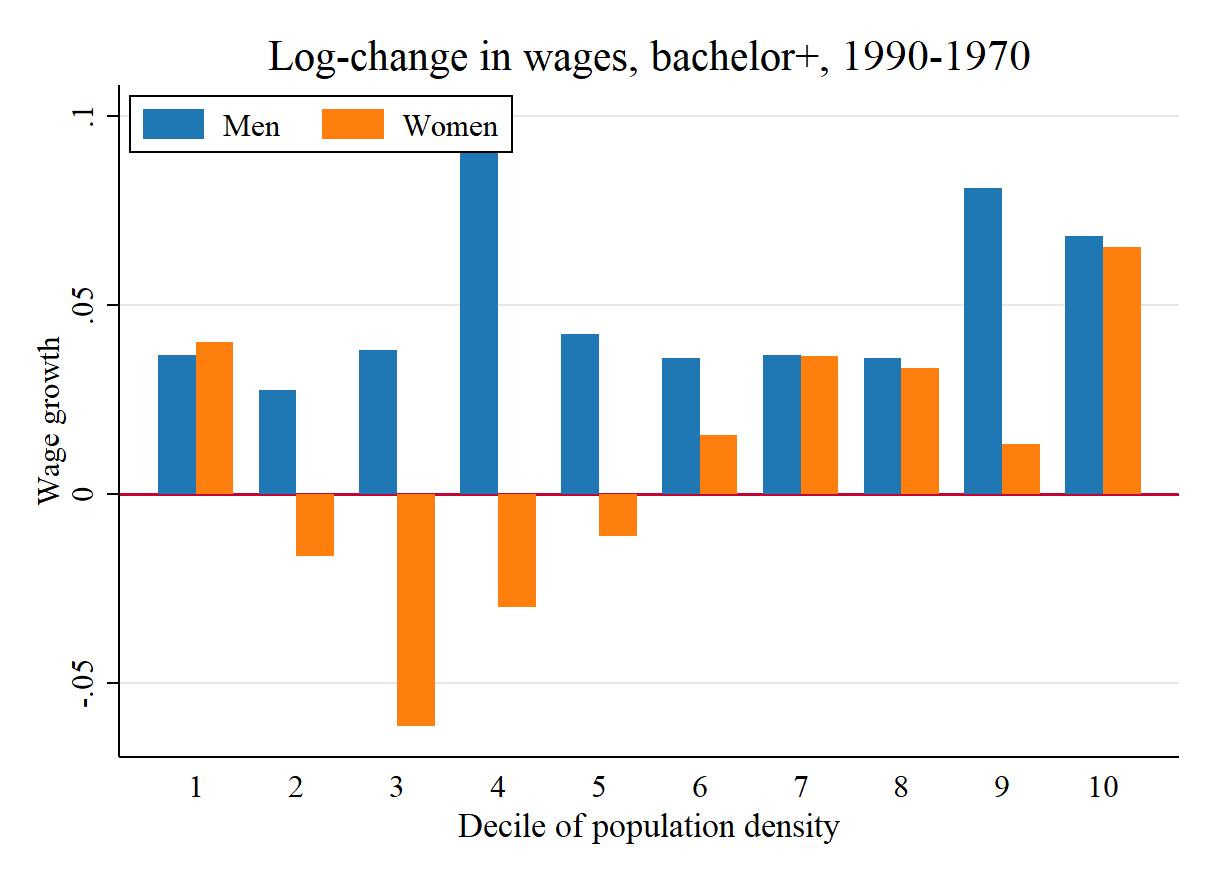 Log-change in wages, bachelor+, 1990-1970
Men Women
.1
.05
0
-.05
Wage growth
1 2 3 4 5 6 7 8 9 10
Decile of population density